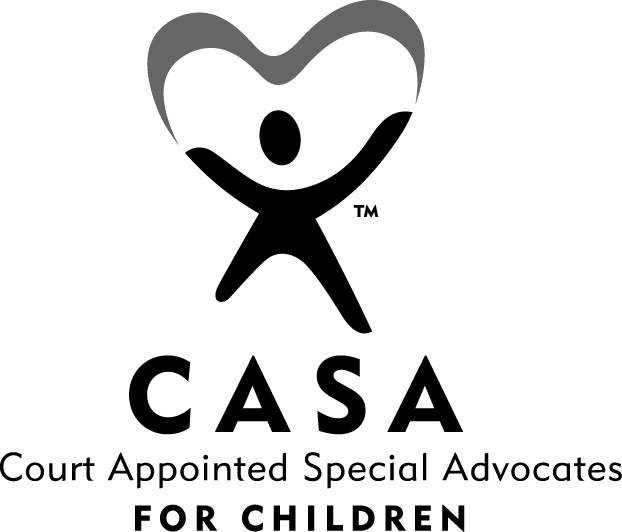 TM
CASA
Court Appointed Special Advocates
FOR CHILDREN